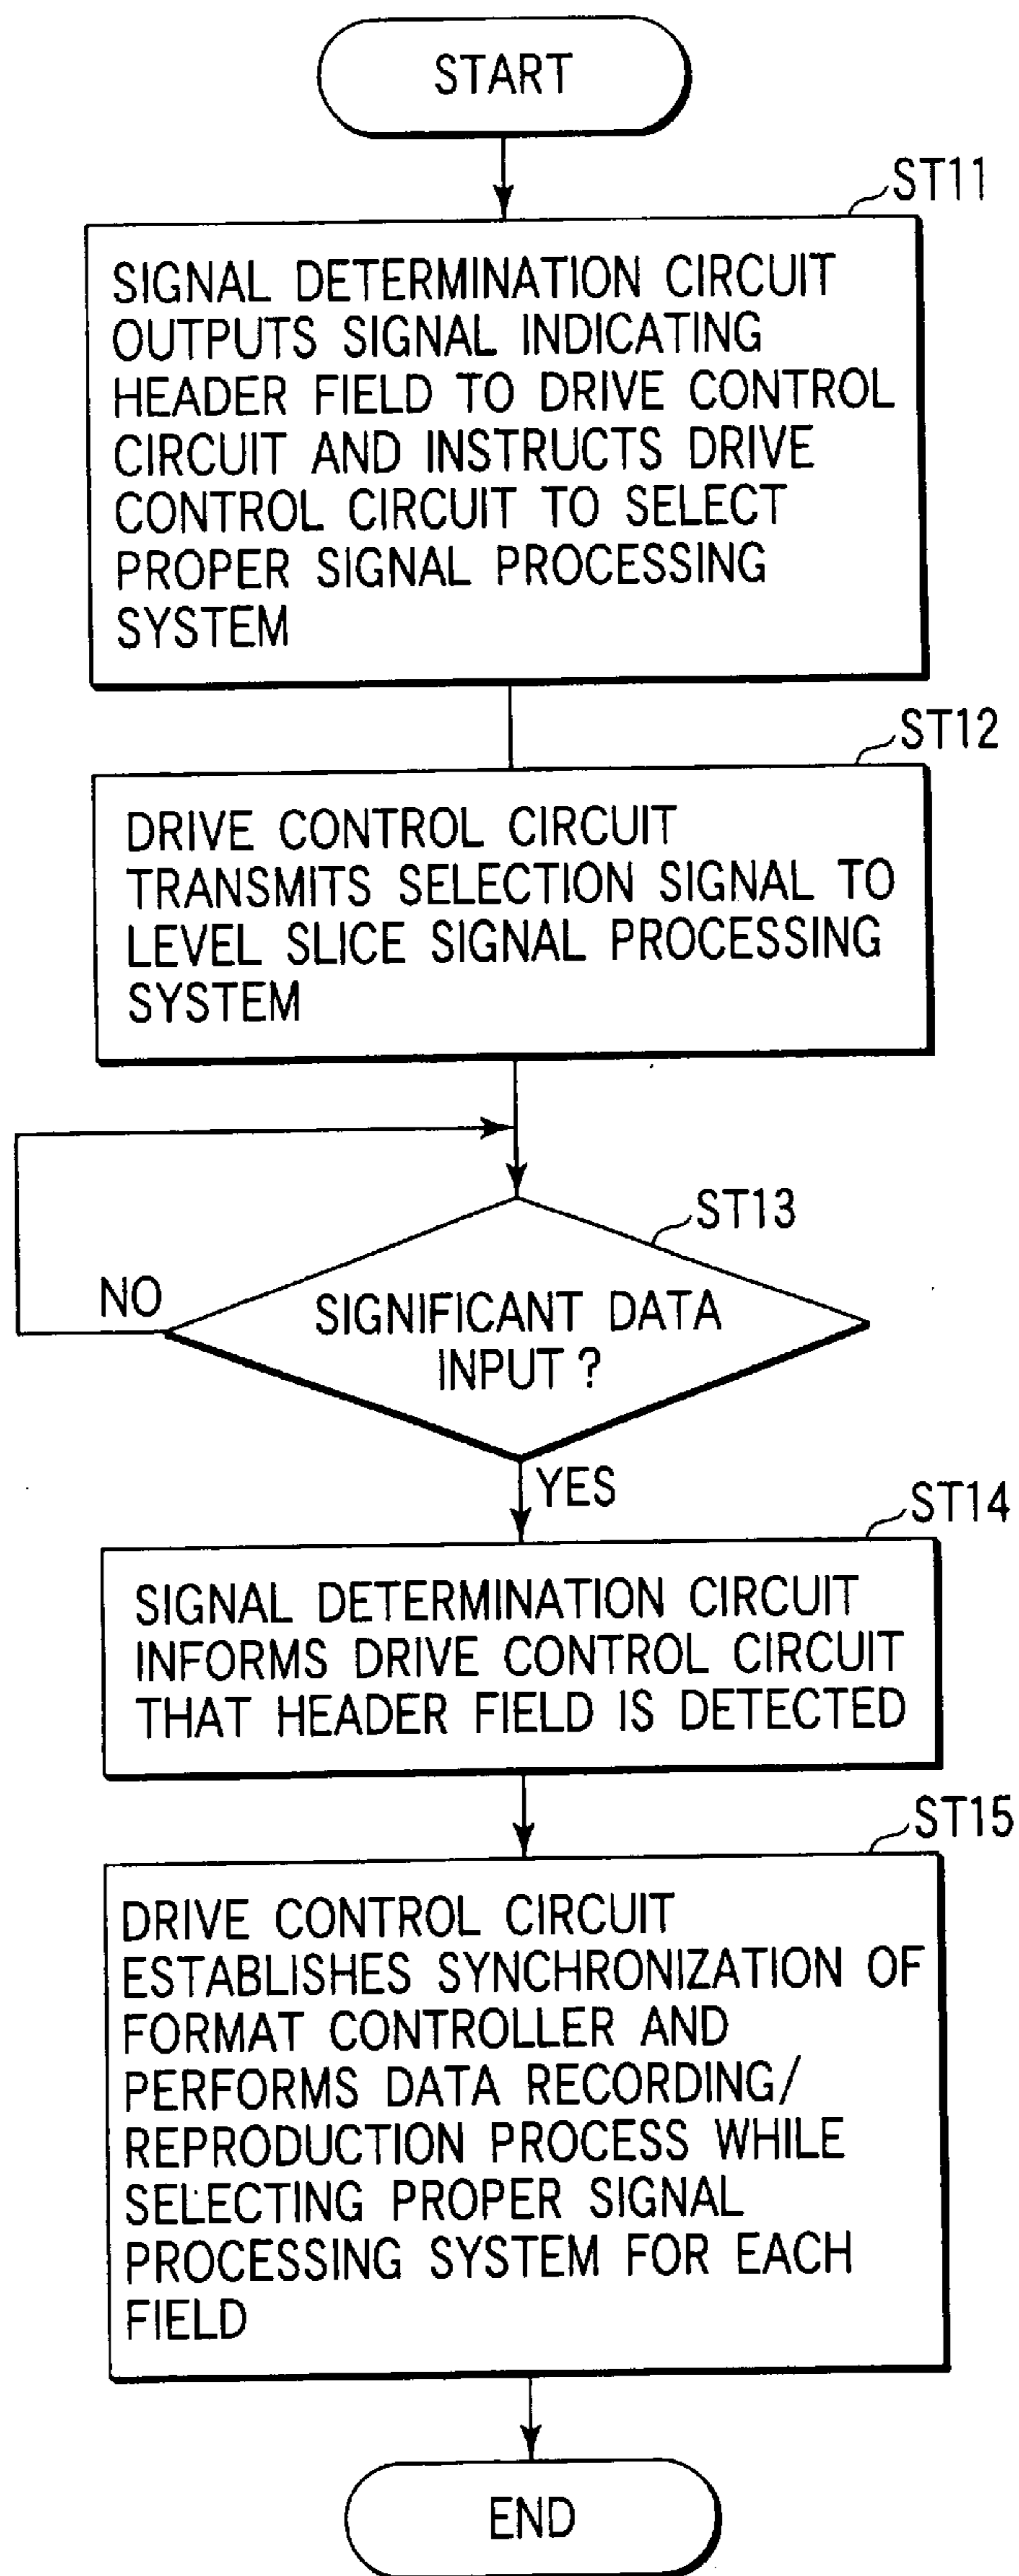 START
ST11
SIGNAL DETERMINATION CIRCUIT
OUTPUTS SIGNAL INDICATING
HEADER FIELD TO DRIVE CONTROL
CIRCUIT AND INSTRUCTS DRIVE
CONTROL CIRCUIT TO SELECT
PROPER SIGNAL PROCESSING
SYSTEM
ST12
DRIVE CONTROL CIRCUIT
TRANSMITS SELECTION SIGNAL TO
LEVEL SLICE SIGNAL PROCESSING
SYSTEM
ST13
NO
SIGNIFICANT DATA
INPUT ?
YES
ST14
SIGNAL DETERMINATION CIRCUIT
INFORMS DRIVE CONTROL CIRCUIT
THAT HEADER FIELD IS DETECTED
ST15
DRIVE CONTROL CIRCUIT
ESTABLISHES SYNCHRONIZATION OF
FORMAT CONTROLLER AND
PERFORMS DATA RECORDING/
REPRODUCTION PROCESS WHILE
SELECTING PROPER SIGNAL
PROCESSING SYSTEM FOR EACH
FIELD
END